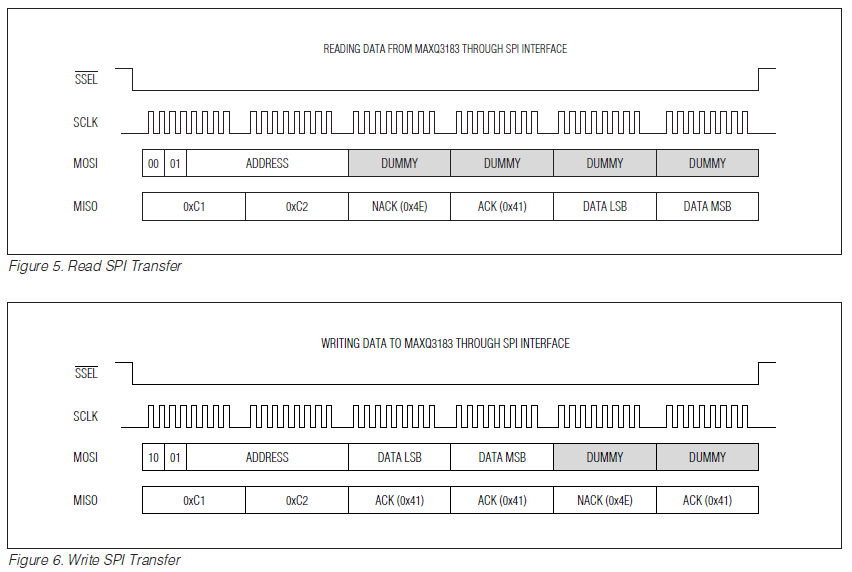 READING DATA FROM MAXQ3183 THROUGH SPI INTERFACE
SSEL
SCLK
MOSI 00 01 ADDRESS DUMMY DUMMY DUMMY DUMMY
MISO 0xC1 0xC2 NACK (0x4E) ACK (0x41) DATA LSB DATA MSB
Figure 5. Read SPI Transfer
WRITING DATA TO MAXQ3183 THROUGH SPI INTERFACE
SSEL
SCLK
MOSI 10 01 ADDRESS DATA LSB DATA MSB DUMMY DUMMY
MISO 0xC1 0xC2 ACK (0x41) ACK (0x41) NACK (0x4E) ACK (0x41)
Figure 6. Write SPI Transfer